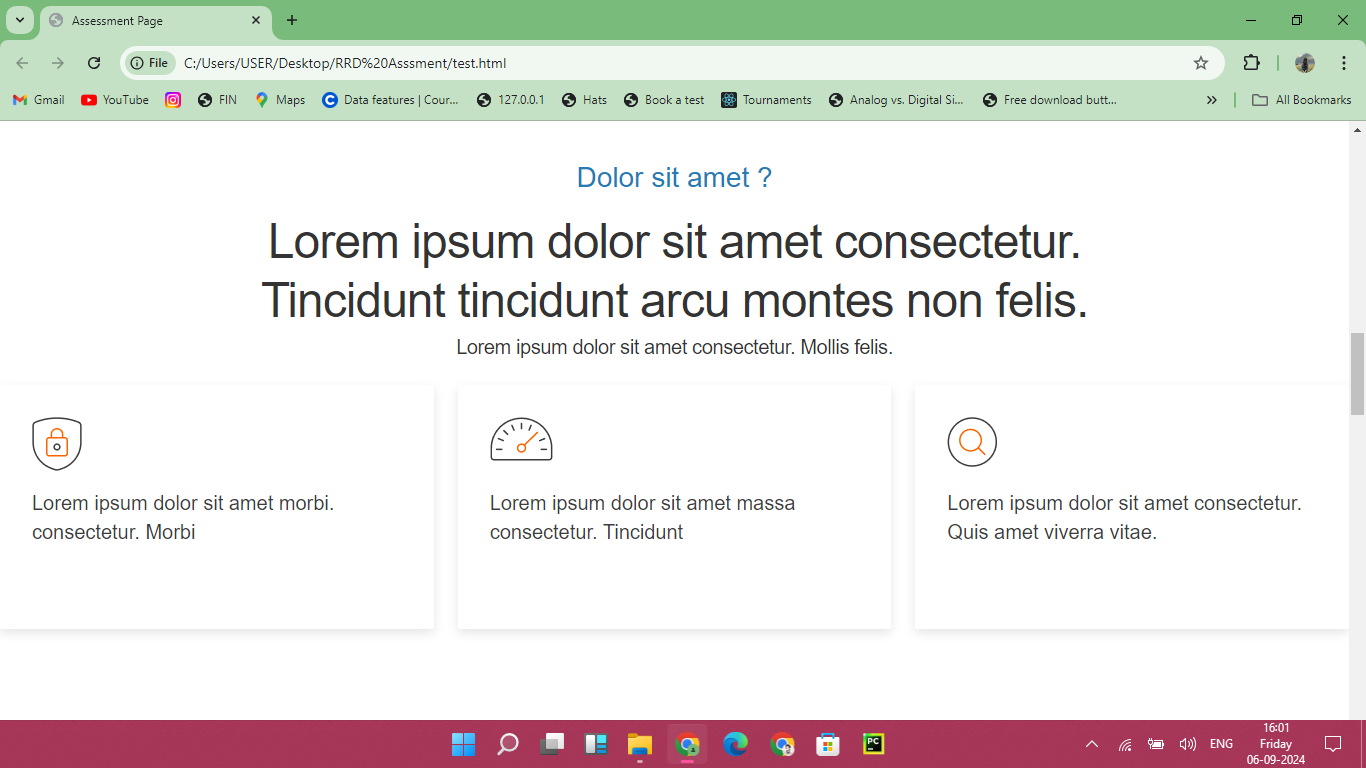 Assessment Page
File
C:/Users/USER/Desktop/RRD%20Asssment/test.html
Gmail
YouTube
FIN
Maps
Data features | Cour...
127.0.0.1
Hats
Book a test
Tournaments
Analog vs. Digital Si...
Free download butt...
All Bookmarks
Dolor sit amet ?
Lorem ipsum dolor sit amet consectetur.
Tincidunt tincidunt arcu montes non felis.
Lorem ipsum dolor sit amet consectetur. Mollis felis.
Lorem ipsum dolor sit amet morbi.
consectetur. Morbi
Lorem ipsum dolor sit amet massa
consectetur. Tincidunt
Lorem ipsum dolor sit amet consectetur.
Quis amet viverra vitae.
PC
ENG
16:01
Friday
06-09-2024